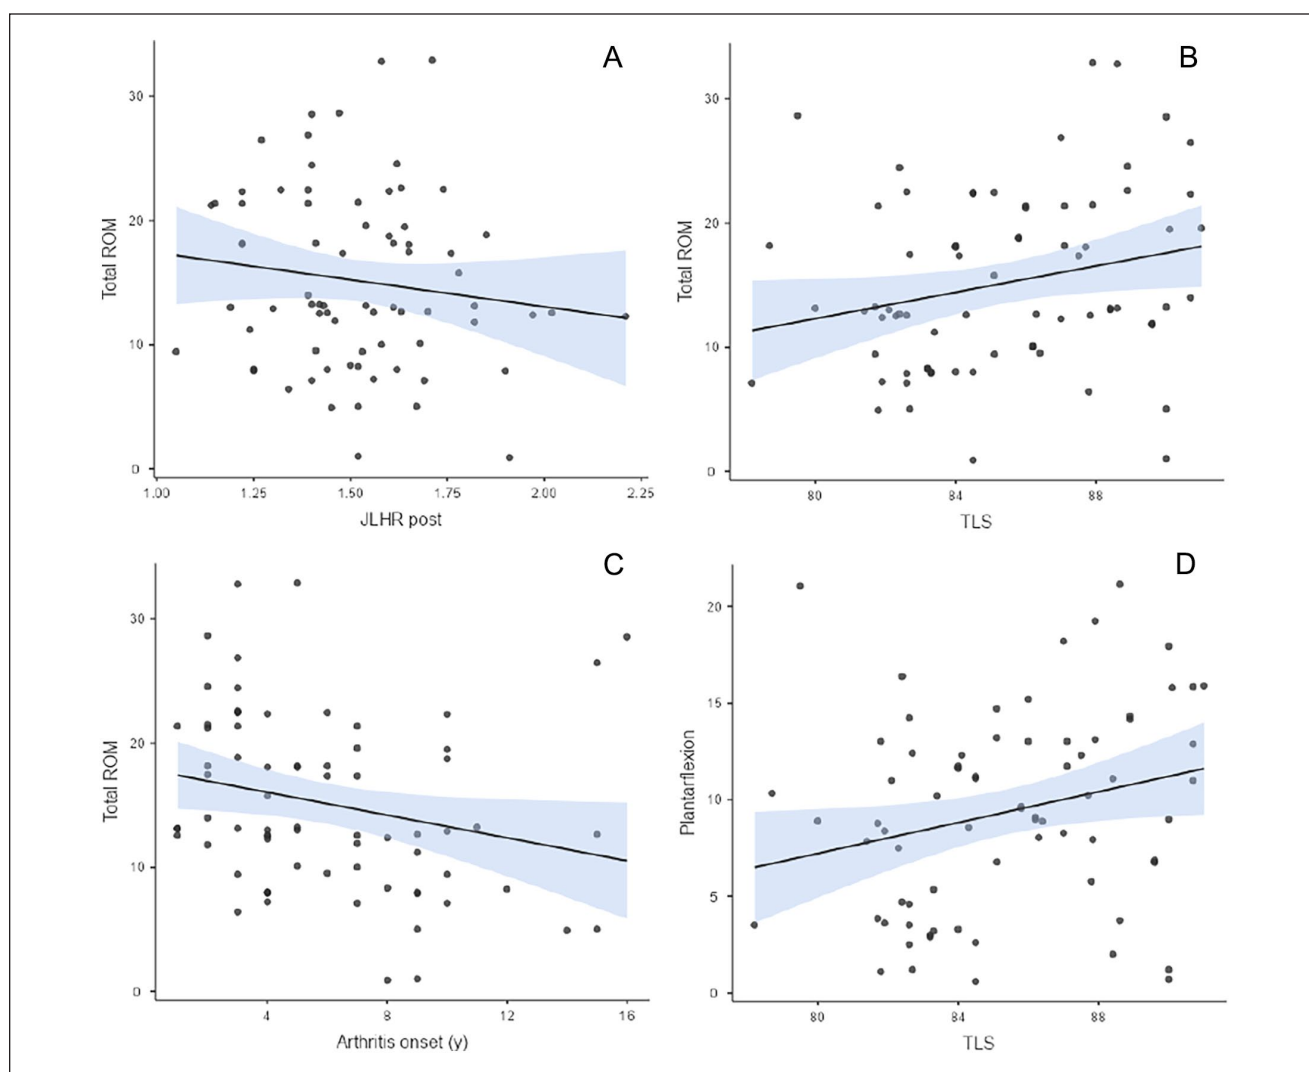 A
30
20
10
0
Total ROM
1.00 1.25 1.50 1.75 2.00 2.25
JLHR post
B
30
20
10
0
Total ROM
80 84 88
TLS
C
30
20
10
0
Total ROM
4 8 12 16
Arthritis onset (y)
D
20
15
10
5
0
Plantarflexion
80 84 88
TLS